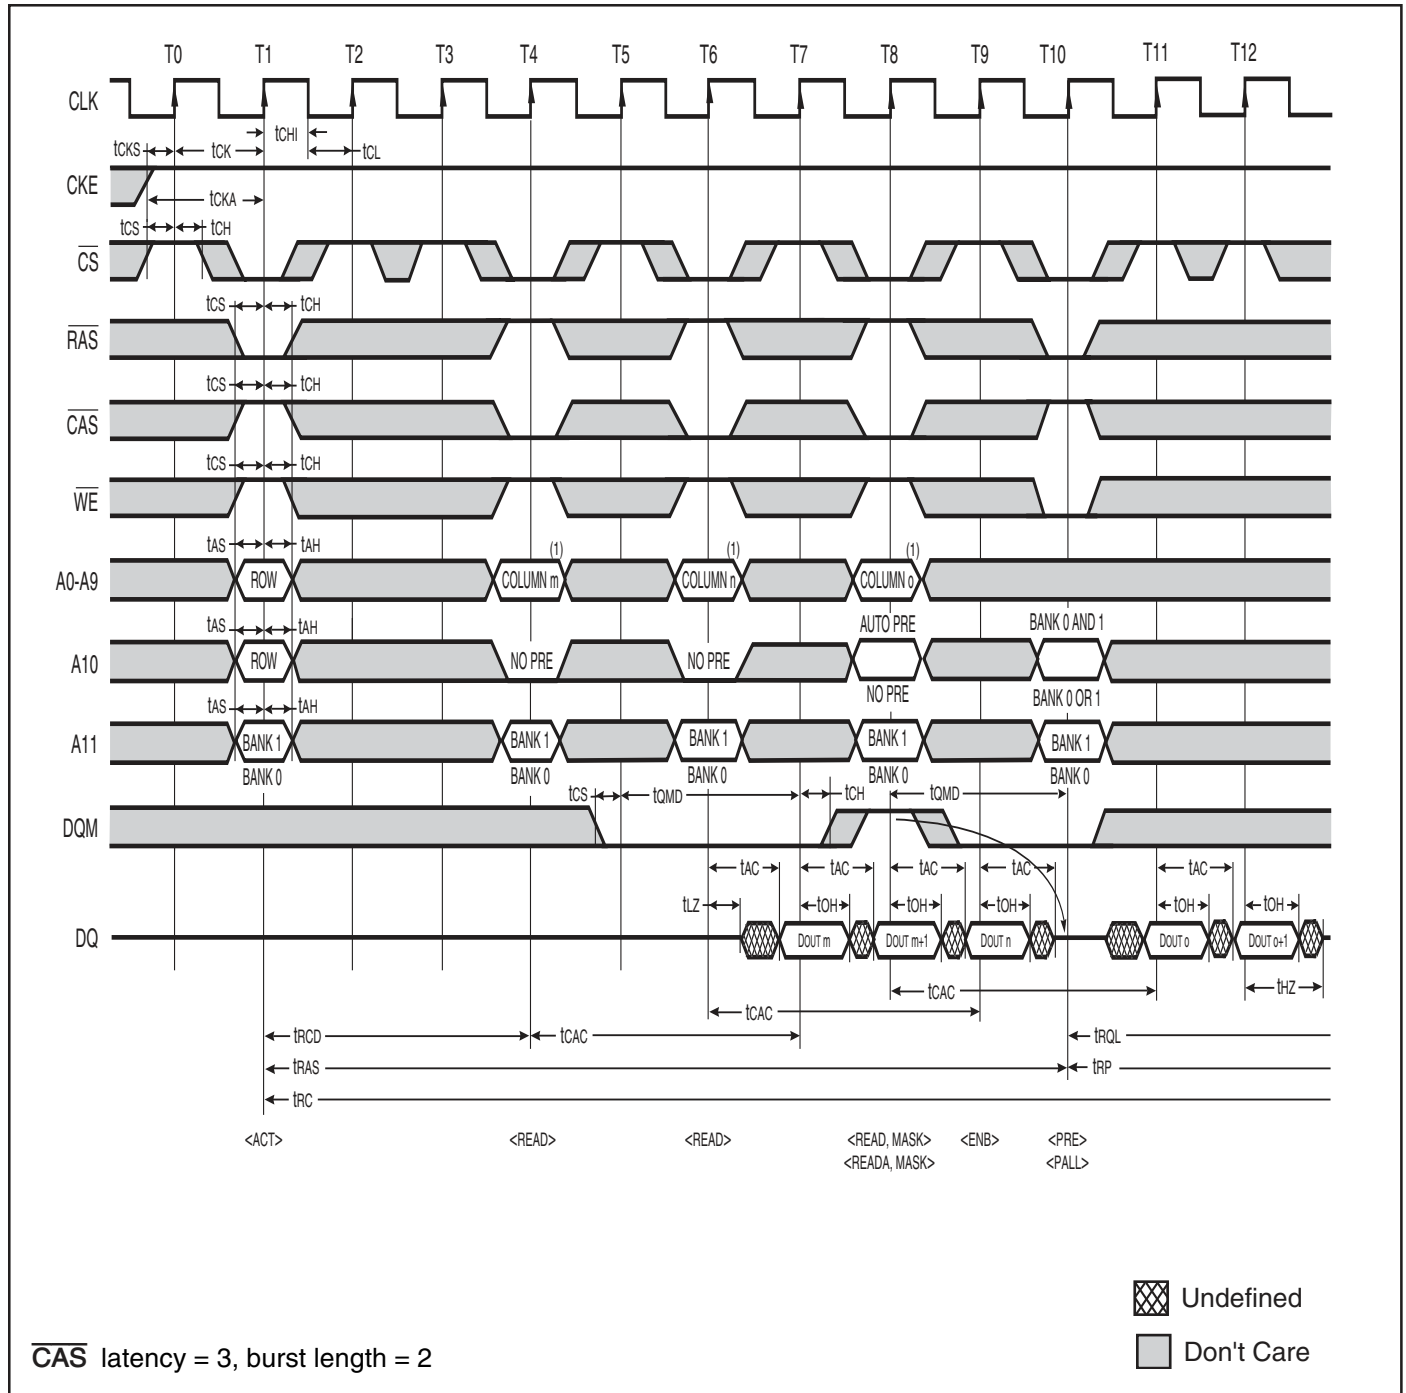 T0 T1 T2 T3 T4 T5 T6 T7 T8 T9 T10 T11 T12
CLK
tCHI
tCKS tCK tCL
CKE
tCKA
tCS tCH
CS
tCS tCH
RAS
tCS tCH
CAS
tCS tCH
WE
tAS tAH (1) (1) (1)
A0-A9 ROW COLUMN m COLUMN n COLUMN o
tAS tAH AUTO PRE BANK 0 AND 1
A10 ROW NO PRE NO PRE
NO PRE BANK 0 OR 1
tAS tAH
A11 BANK 1 BANK 1 BANK 1 BANK 1 BANK 1
BANK 0 BANK 0 BANK 0 BANK 0 BANK 0
tCS tQMD tCH tQMD
DQM
tAC tAC tAC tAC tAC
tLZ tOH tOH tOH tOH tOH
DQ DOUT m DOUT m+1 DOUT n DOUT o DOUT o+1
tCAC tHZ
tCAC
tRCD tCAC tRQL
tRAS tRP
tRC
<ACT> <READ> <READ> <READ, MASK> <ENB> <PRE>
<READA, MASK> <PALL>
Undefined
Don't Care
CAS latency = 3, burst length = 2